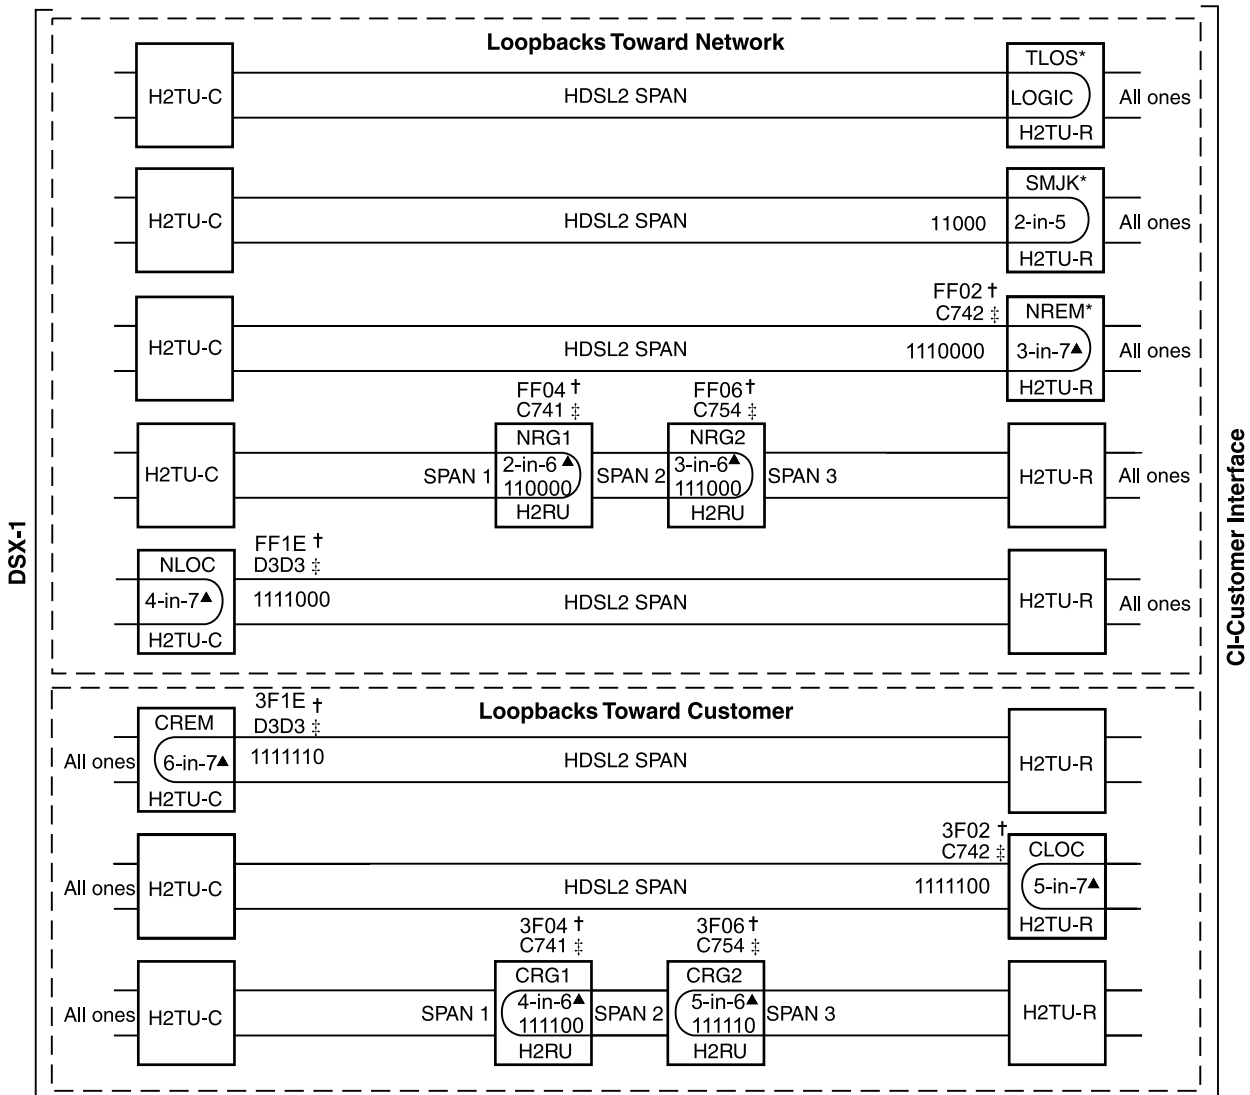 Loopbacks Toward Network
TLOS*
H2TU-C
HDSL2 SPAN
LOGIC
All ones
H2TU-R
SMJK*
H2TU-C
HDSL2 SPAN
11000
2-in-5
All ones
H2TU-R
FF02 †
C742 ‡
NREM*
H2TU-C
HDSL2 SPAN
1110000
3-in-7▲
All ones
H2TU-R
FF04 †
C741 ‡
FF06 †
C754 ‡
NRG1
NRG2
H2TU-C
SPAN 1
2-in-6▲
110000
SPAN 2
3-in-6▲
111000
SPAN 3
H2TU-R
All ones
H2RU
H2RU
FF1E †
D3D3 ‡
NLOC
4-in-7▲
1111000
HDSL2 SPAN
H2TU-R
All ones
H2TU-C
DSX-1
CI-Customer Interface
3F1E †
D3D3 ‡
Loopbacks Toward Customer
CREM
All ones
6-in-7▲
1111110
HDSL2 SPAN
H2TU-R
H2TU-C
3F02 †
C742 ‡
CLOC
All ones
H2TU-C
HDSL2 SPAN
1111100
5-in-7▲
H2TU-R
3F04 †
C741 ‡
3F06 †
C754 ‡
CRG1
CRG2
All ones
H2TU-C
SPAN 1
4-in-6▲
111100
SPAN 2
5-in-6▲
111110
SPAN 3
H2TU-R
H2RU
H2RU